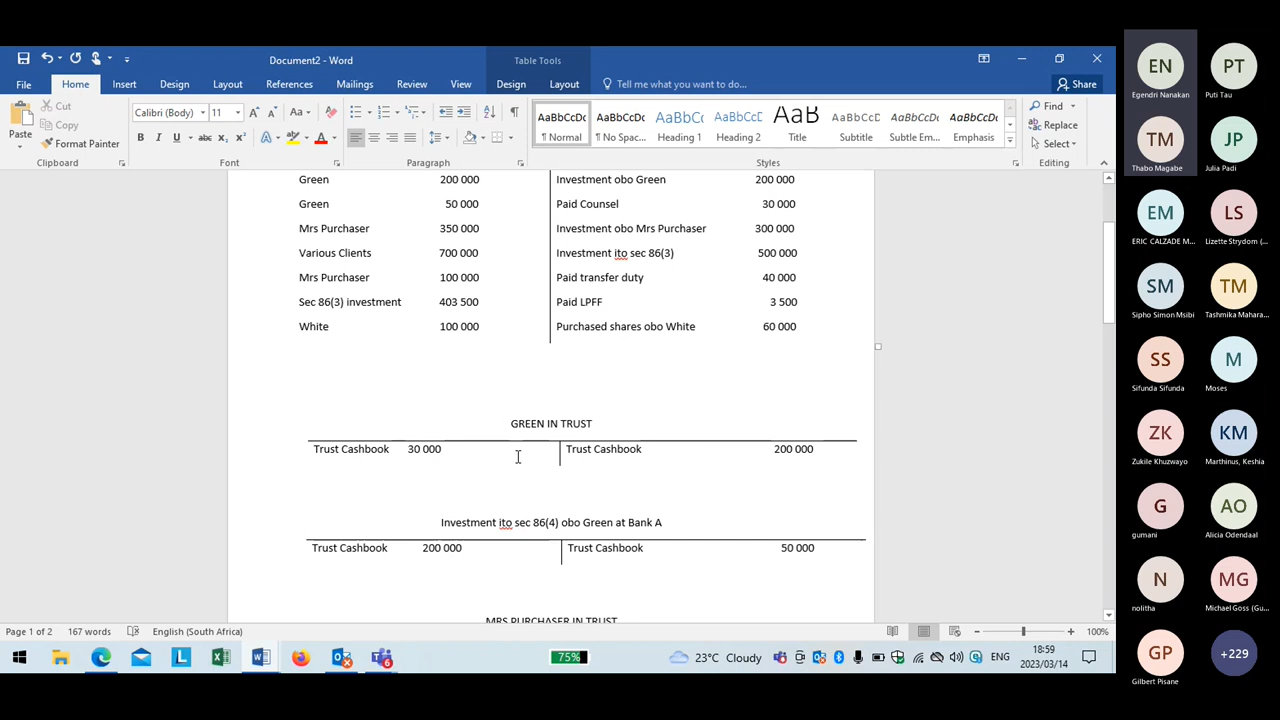 Document2 - Word
Table Tools
File Home Insert Design Layout References Mailings Review View Design Layout Tell me what you want to do... Share
Paste
Cut
Copy
Format Painter
Clipboard
Calibri (Body) 11
Font
Paragraph
AaBbCcDc AaBbCcDc AaBbCc AaBbCcD AaB AaBbCcD AaBbCcDc AaBbCcDc
¶ Normal ¶ No Spac... Heading 1 Heading 2 Title Subtitle Subtle Em... Emphasis
Styles
Find
Replace
Select
Editing
Green 200 000 Investment obo Green 200 000
Green 50 000 Paid Counsel 30 000
Mrs Purchaser 350 000 Investment obo Mrs Purchaser 300 000
Various Clients 700 000 Investment ito sec 86(3) 500 000
Mrs Purchaser 100 000 Paid transfer duty 40 000
Sec 86(3) investment 403 500 Paid LPFF 3 500
White 100 000 Purchased shares obo White 60 000
GREEN IN TRUST
Trust Cashbook 30 000 Trust Cashbook 200 000
Investment ito sec 86(4) obo Green at Bank A
Trust Cashbook 200 000 Trust Cashbook 50 000
MRS PURCHASER IN TRUST
Page 1 of 2 167 words English (South Africa) 100%
75% 23°C Cloudy ENG 18:59
2023/03/14
EN PT
Egendri Nanakan Puti Tau
TM JP
Thabo Magabe Julia Padi
EM LS
ERIC CALZADE M... Lizette Strydom (
SM TM
Sipho Simon Msibi Tashmika Mahara...
SS M
Sifunda Sifunda Moses
ZK KM
Zukile Khuzwayo Marthinus, Keshia
G AO
gumani Alicia Odendaal
N MG
nolitha Michael Goss (Gu...
GP +229
Gilbert Pisane